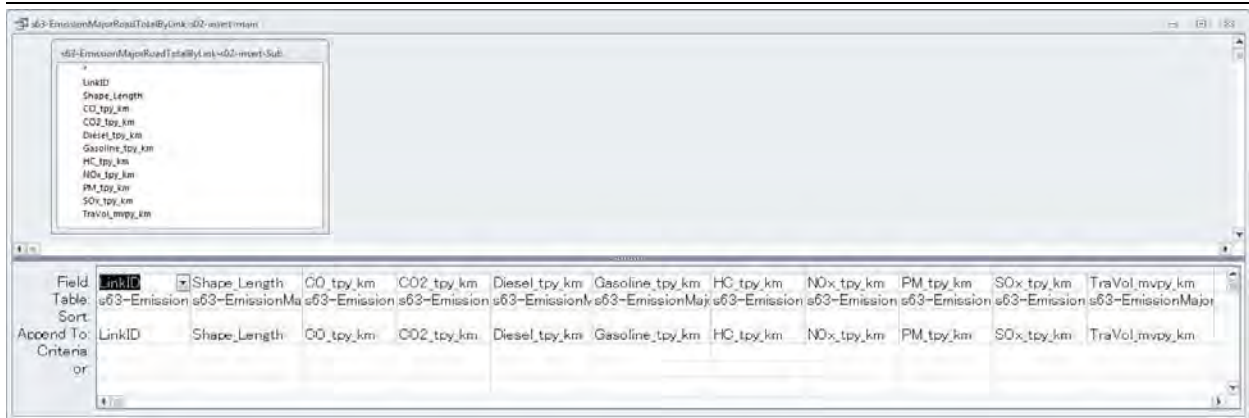 s63-EmissionMajorRoadTotalByLink-s02-insert-main
s63-EmissionMajorRoadTotalByLink-s02-insert-Sub
*
LinkID
Shape_Length
CO_tpy_km
CO2_tpy_km
Diesel_tpy_km
Gasoline_tpy_km
HC_tpy_km
NOx_tpy_km
PM_tpy_km
SOx_tpy_km
TraVol_mvpy_km
Field: LinkID Shape_Length CO_tpy_km CO2_tpy_km Diesel_tpy_km Gasoline_tpy_km HC_tpy_km NOx_tpy_km PM_tpy_km SOx_tpy_km TraVol_mvpy_km
Table: s63-Emission s63-EmissionMa s63-Emission s63-Emission s63-EmissionM s63-EmissionMaj s63-Emission s63-Emission s63-Emission s63-Emission s63-EmissionMajor
Sort:
Append To: LinkID Shape_Length CO_tpy_km CO2_tpy_km Diesel_tpy_km Gasoline_tpy_km HC_tpy_km NOx_tpy_km PM_tpy_km SOx_tpy_km TraVol_mvpy_km
Criteria:
or: